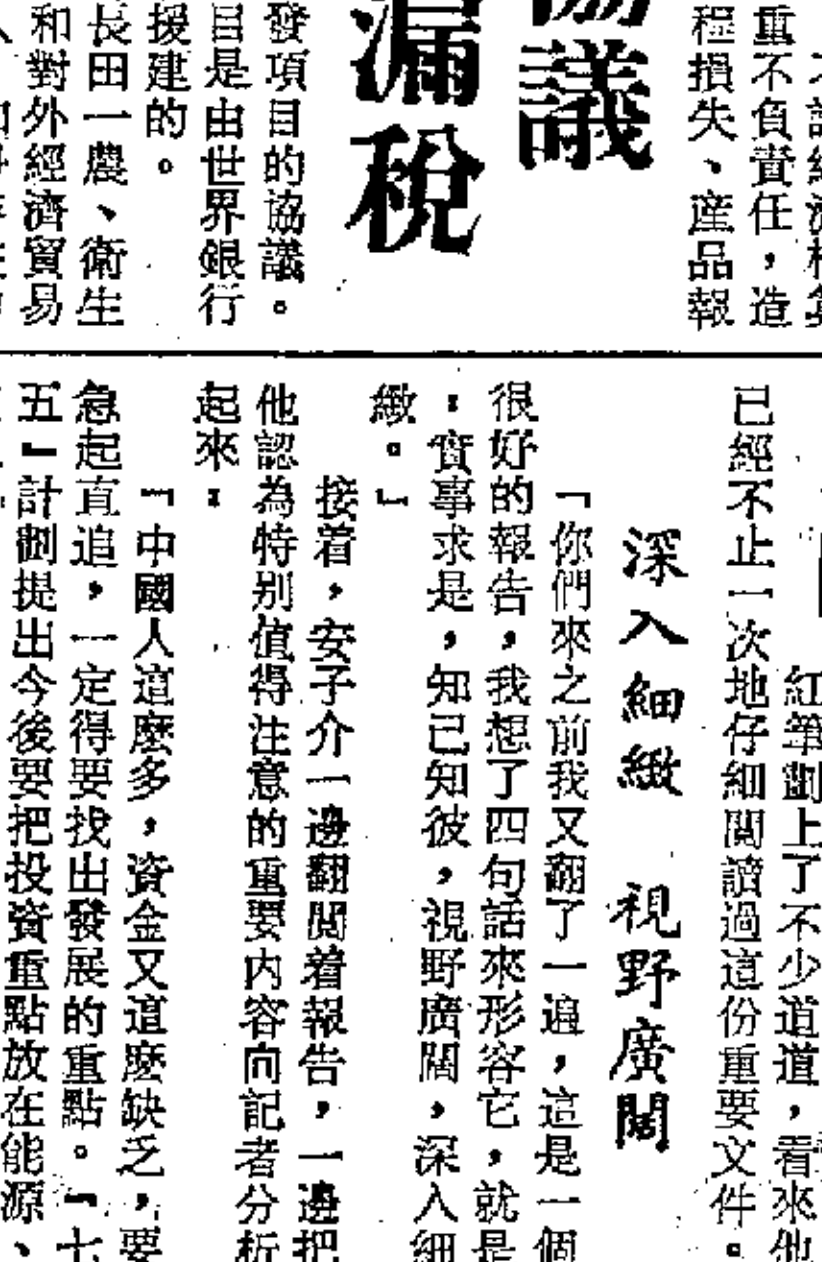 重不負責任，造
程損失、産品報
協議
漏稅
發項目的協議。
目是由世界銀行
援建的。
長田一農、衛生
和對外經濟貿易
紅筆劃上了不少道道，看來他
已經不止一次地仔細閱讀過這份重要文件。
深入細緻　視野廣闊
「你們來之前我又翻了一遍，這是一個
很好的報告，我想了四句話來形容它，就是
：實事求是，知已知彼，視野廣闊，深入細
緻。」
接着，安子介一邊翻閱着報告，一邊把
他認為特别值得注意的重要内容向記者分析
起來：
「中國人這麽多，資金又這麽缺乏，要
急起直追，一定得要找出發展的重點。『七
五』計劃提出今後要把投資重點放在能源、